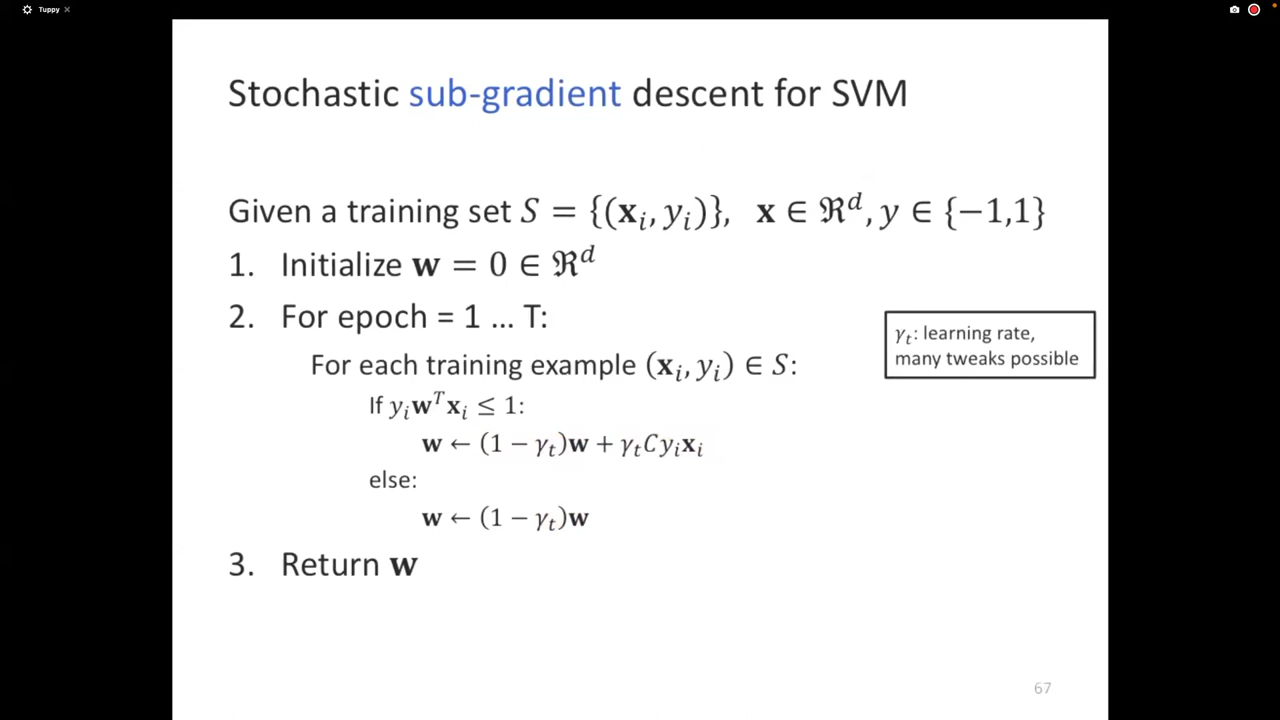 Tuppy
Stochastic sub-gradient descent for SVM
Given a training set S = {(𝐱ᵢ, yᵢ)}, 𝐱 ∈ ℜᵈ, y ∈ {−1,1}
1. Initialize 𝐰 = 0 ∈ ℜᵈ
2. For epoch = 1 … T:
γₜ: learning rate,
many tweaks possible
For each training example (𝐱ᵢ, yᵢ) ∈ S:
If yᵢ𝐰ᵀ𝐱ᵢ ≤ 1:
𝐰 ← (1 − γₜ)𝐰 + γₜCyᵢ𝐱ᵢ
else:
𝐰 ← (1 − γₜ)𝐰
3. Return 𝐰
67